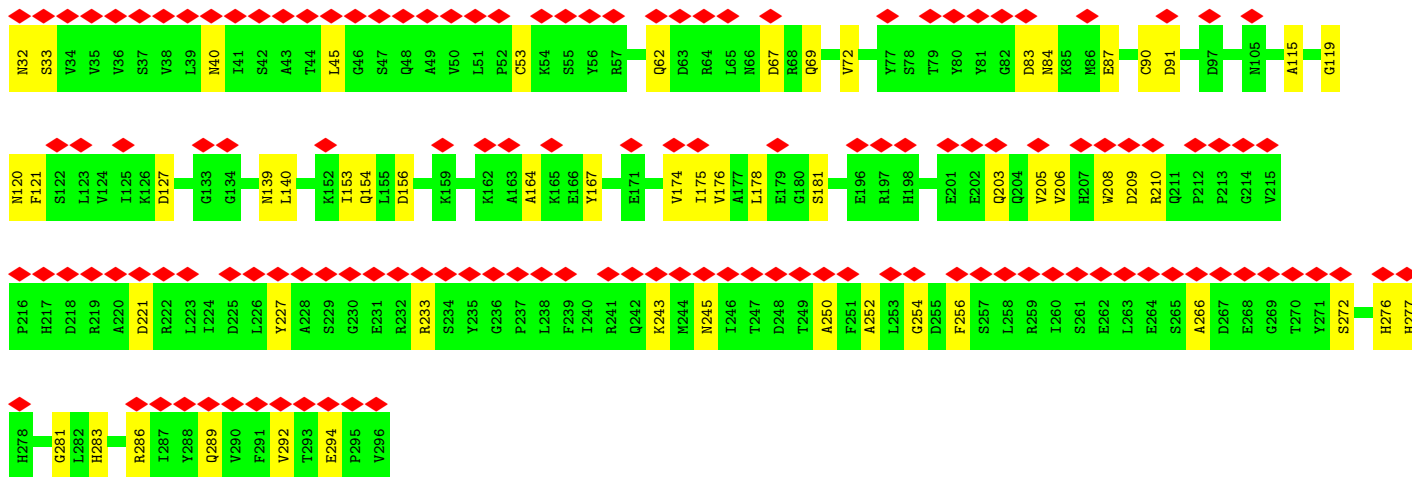 N32 S33 V34 V35 V36 S37 V38 L39 N40 I41 S42 A43 T44 L45 G46 S47 Q48 A49 V50 L51 P52 C53 K54 S55 Y56 R57 Q62 D63 R64 L65 N66 D67 R68 Q69 V72 Y77 S78 T79 Y80 Y81 G82 D83 N84 K85 M86 E87 C90 D91 D97 N105 A115 G119
N120 F121 S122 L123 V124 I125 K126 D127 G133 G134 N139 L140 K152 I153 Q154 L155 D156 K159 K162 A163 A164 K165 E166 Y167 E171 V174 I175 V176 A177 L178 E179 G180 S181 E196 R197 H198 E201 E202 Q203 Q204 V205 V206 H207 W208 D209 R210 Q211 P212 P213 G214 V215
P216 H217 D218 R219 A220 D221 R222 L223 I224 D225 L226 Y227 A228 S229 G230 E231 R232 R233 S234 Y235 G236 P237 L238 F239 I240 R241 Q242 K243 M244 N245 I246 T247 D248 T249 A250 F251 A252 L253 G254 D255 F256 S257 L258 R259 I260 S261 E262 L263 E264 S265 A266 D267 E268 G269 T270 Y271 S272 H276 H277
H278 G281 L282 H283 R286 I287 Y288 Q289 V290 F291 V292 T293 E294 P295 V296